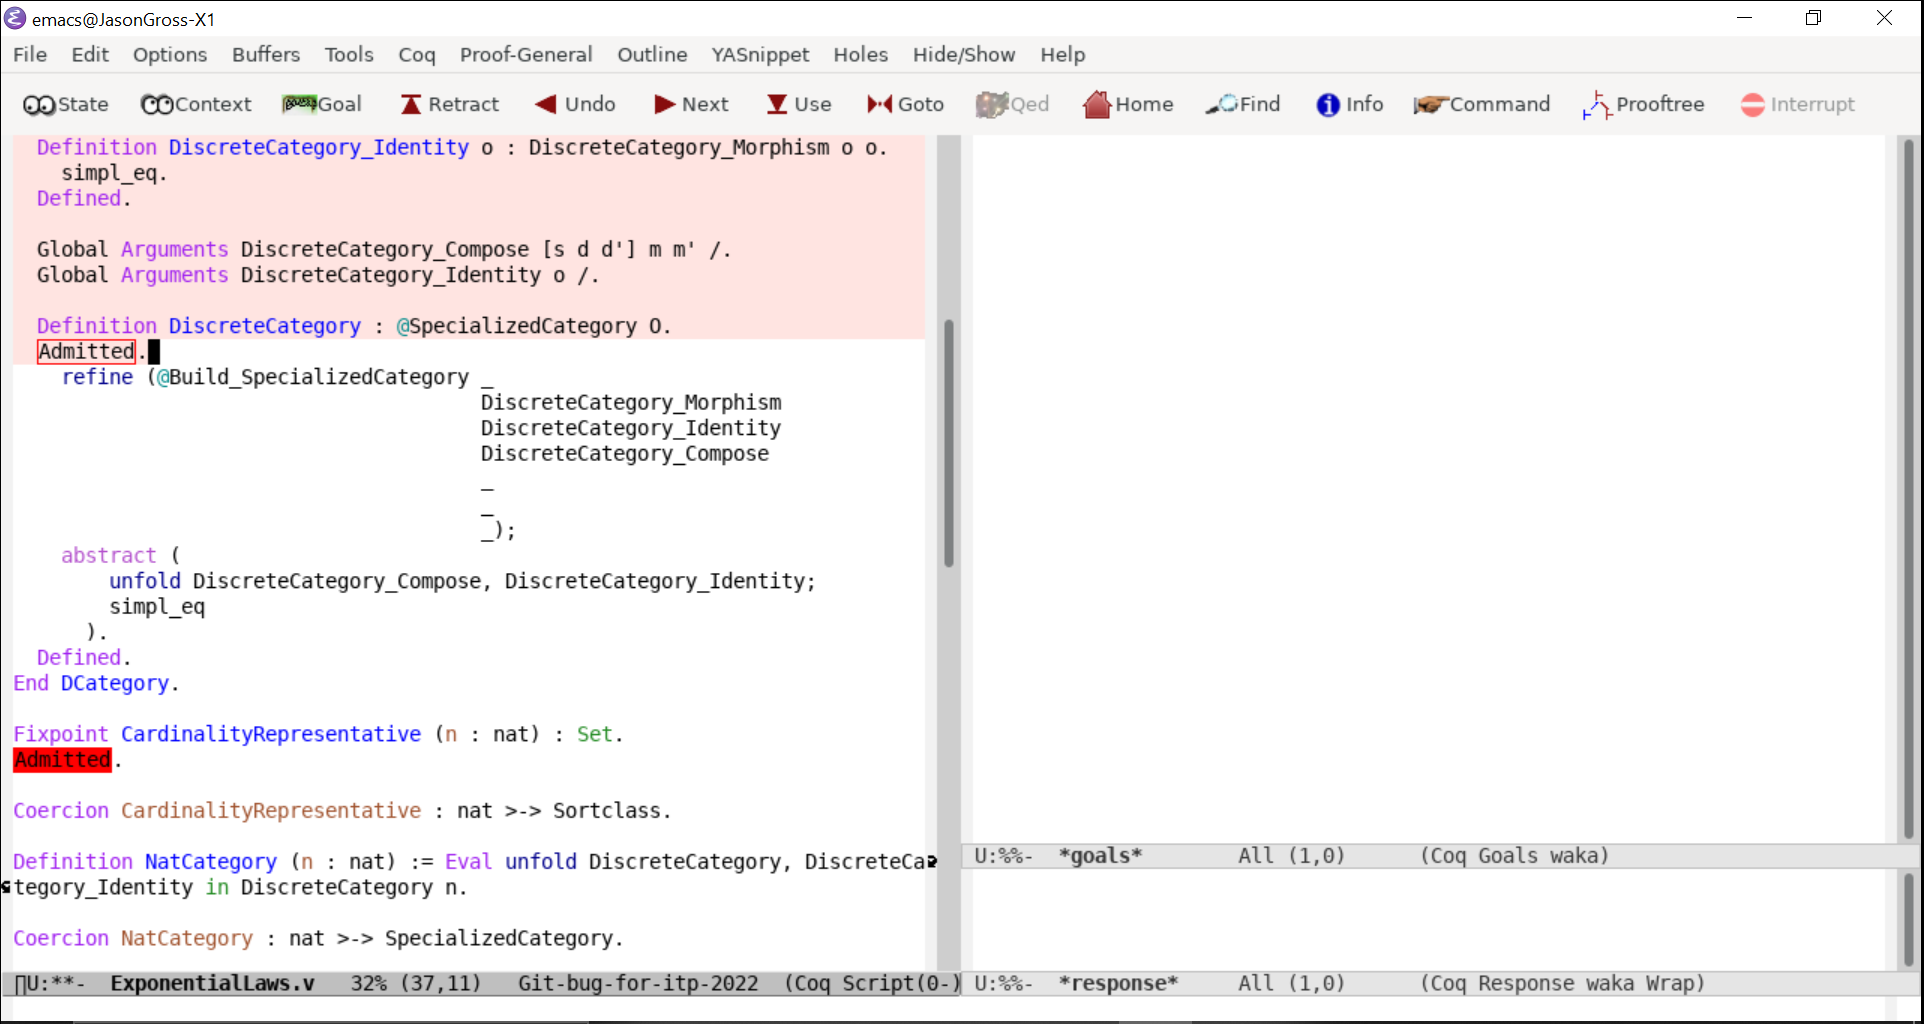 emacs@JasonGross-X1
File Edit Options Buffers Tools Coq Proof-General Outline YASnippet Holes Hide/Show Help
State Context Goal Retract Undo Next Use Goto Qed Home Find Info Command Prooftree Interrupt
Definition DiscreteCategory_Identity o : DiscreteCategory_Morphism o o.
simpl_eq.
Defined.
Global Arguments DiscreteCategory_Compose [s d d'] m m' /.
Global Arguments DiscreteCategory_Identity o /.
Definition DiscreteCategory : @SpecializedCategory O.
Admitted.
refine (@Build_SpecializedCategory _
DiscreteCategory_Morphism
DiscreteCategory_Identity
DiscreteCategory_Compose
_
_
_);
abstract (
unfold DiscreteCategory_Compose, DiscreteCategory_Identity;
simpl_eq
).
Defined.
End DCategory.
Fixpoint CardinalityRepresentative (n : nat) : Set.
Admitted.
Coercion CardinalityRepresentative : nat >-> Sortclass.
Definition NatCategory (n : nat) := Eval unfold DiscreteCategory, DiscreteCa
tegory_Identity in DiscreteCategory n.
Coercion NatCategory : nat >-> SpecializedCategory.
U:**- ExponentialLaws.v 32% (37,11) Git-bug-for-itp-2022 (Coq Script(0-)
U:%%- *goals* All (1,0) (Coq Goals waka)
U:%%- *response* All (1,0) (Coq Response waka Wrap)